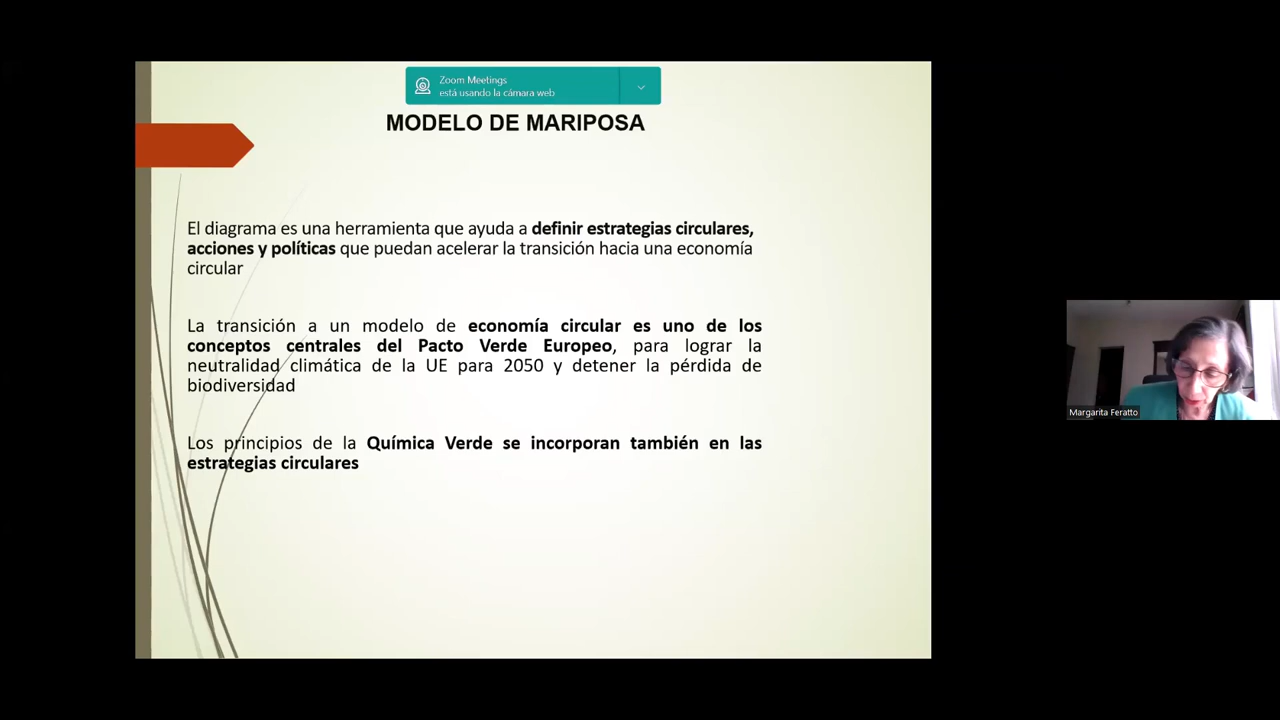 Zoom Meetings
está usando la cámara web
MODELO DE MARIPOSA
El diagrama es una herramienta que ayuda a definir estrategias circulares,
acciones y políticas que puedan acelerar la transición hacia una economía
circular
La transición a un modelo de economía circular es uno de los
conceptos centrales del Pacto Verde Europeo, para lograr la
neutralidad climática de la UE para 2050 y detener la pérdida de
biodiversidad
Los principios de la Química Verde se incorporan también en las
estrategias circulares
Margarita Feratto